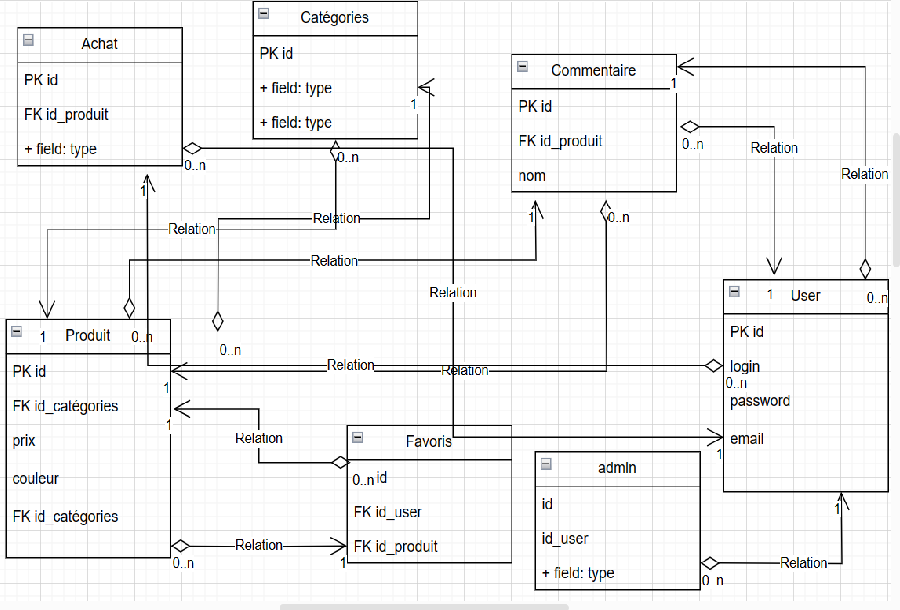 Achat
PK id
FK id_produit
+ field: type
0..n
1
Catégories
PK id
+ field: type
+ field: type
1
0..n
Commentaire
PK id
FK id_produit
nom
1
0..n
1
0..n
Relation
Relation
Relation
Relation
Relation
Relation
Relation
Relation
1
User
0..n
PK id
login
0..n
password
email
1
1
1
Produit
0..n
0..n
PK id
1
FK id_catégories
1
prix
couleur
FK id_catégories
0..n
Relation
Relation
1
Favoris
0..n
id
FK id_user
FK id_produit
admin
id
id_user
+ field: type
0..n
Relation